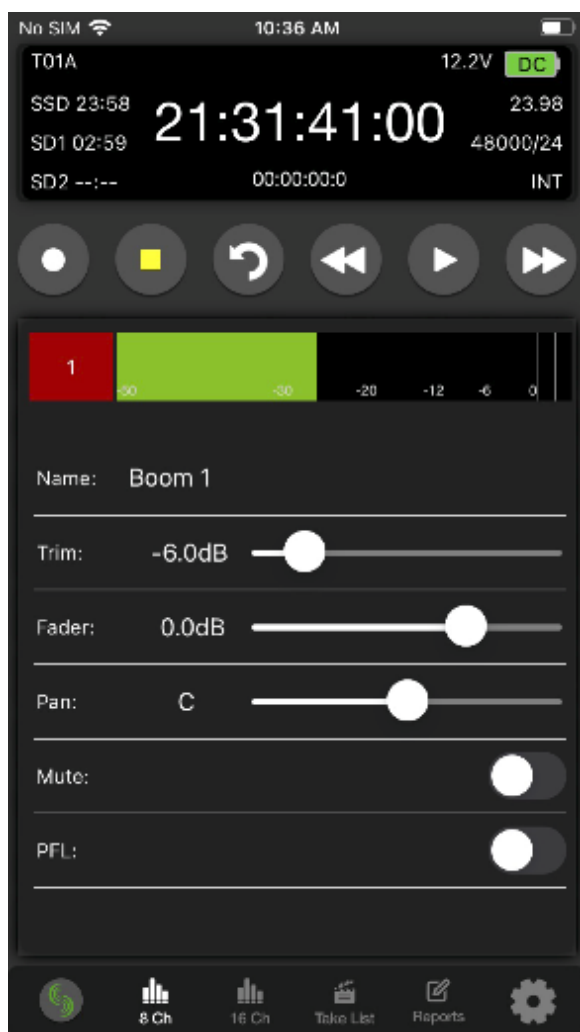 No SIM 10:36 AM
T01A 12.2V DC
SSD 23:58 21:31:41:00 23.98
SD1 02:59 48000/24
SD2 --:-- 00:00:00:0 INT
1
-50 -30 -20 -12 -6 0
Name: Boom 1
Trim: -6.0dB
Fader: 0.0dB
Pan: C
Mute:
PFL:
8 Ch 16 Ch Take List Reports